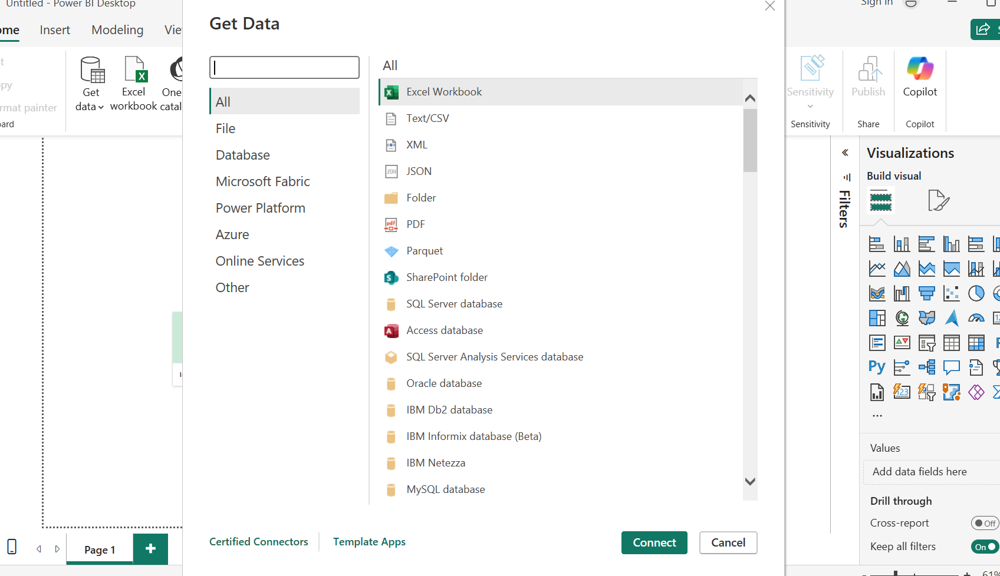 Untitled - Power BI Desktop
Sign in
ome
Insert
Modeling
Vie
Get
data
Excel
workbook
One
catal
t
py
rmat painter
ard
Get Data
All
File
Database
Microsoft Fabric
Power Platform
Azure
Online Services
Other
All
Excel Workbook
Text/CSV
XML
JSN
JSON
Folder
pdf
PDF
Parquet
S
SharePoint folder
SQL Server database
A
Access database
SQL Server Analysis Services database
Oracle database
IBM Db2 database
IBM Informix database (Beta)
IBM Netezza
MySQL database
Certified Connectors
Template Apps
Connect
Cancel
Sensitivity
Sensitivity
Publish
Share
Copilot
Copilot
Filters
Visualizations
Build visual
Py
123
...
Values
Add data fields here
Drill through
Cross-report
Off
Keep all filters
On
Page 1
61%